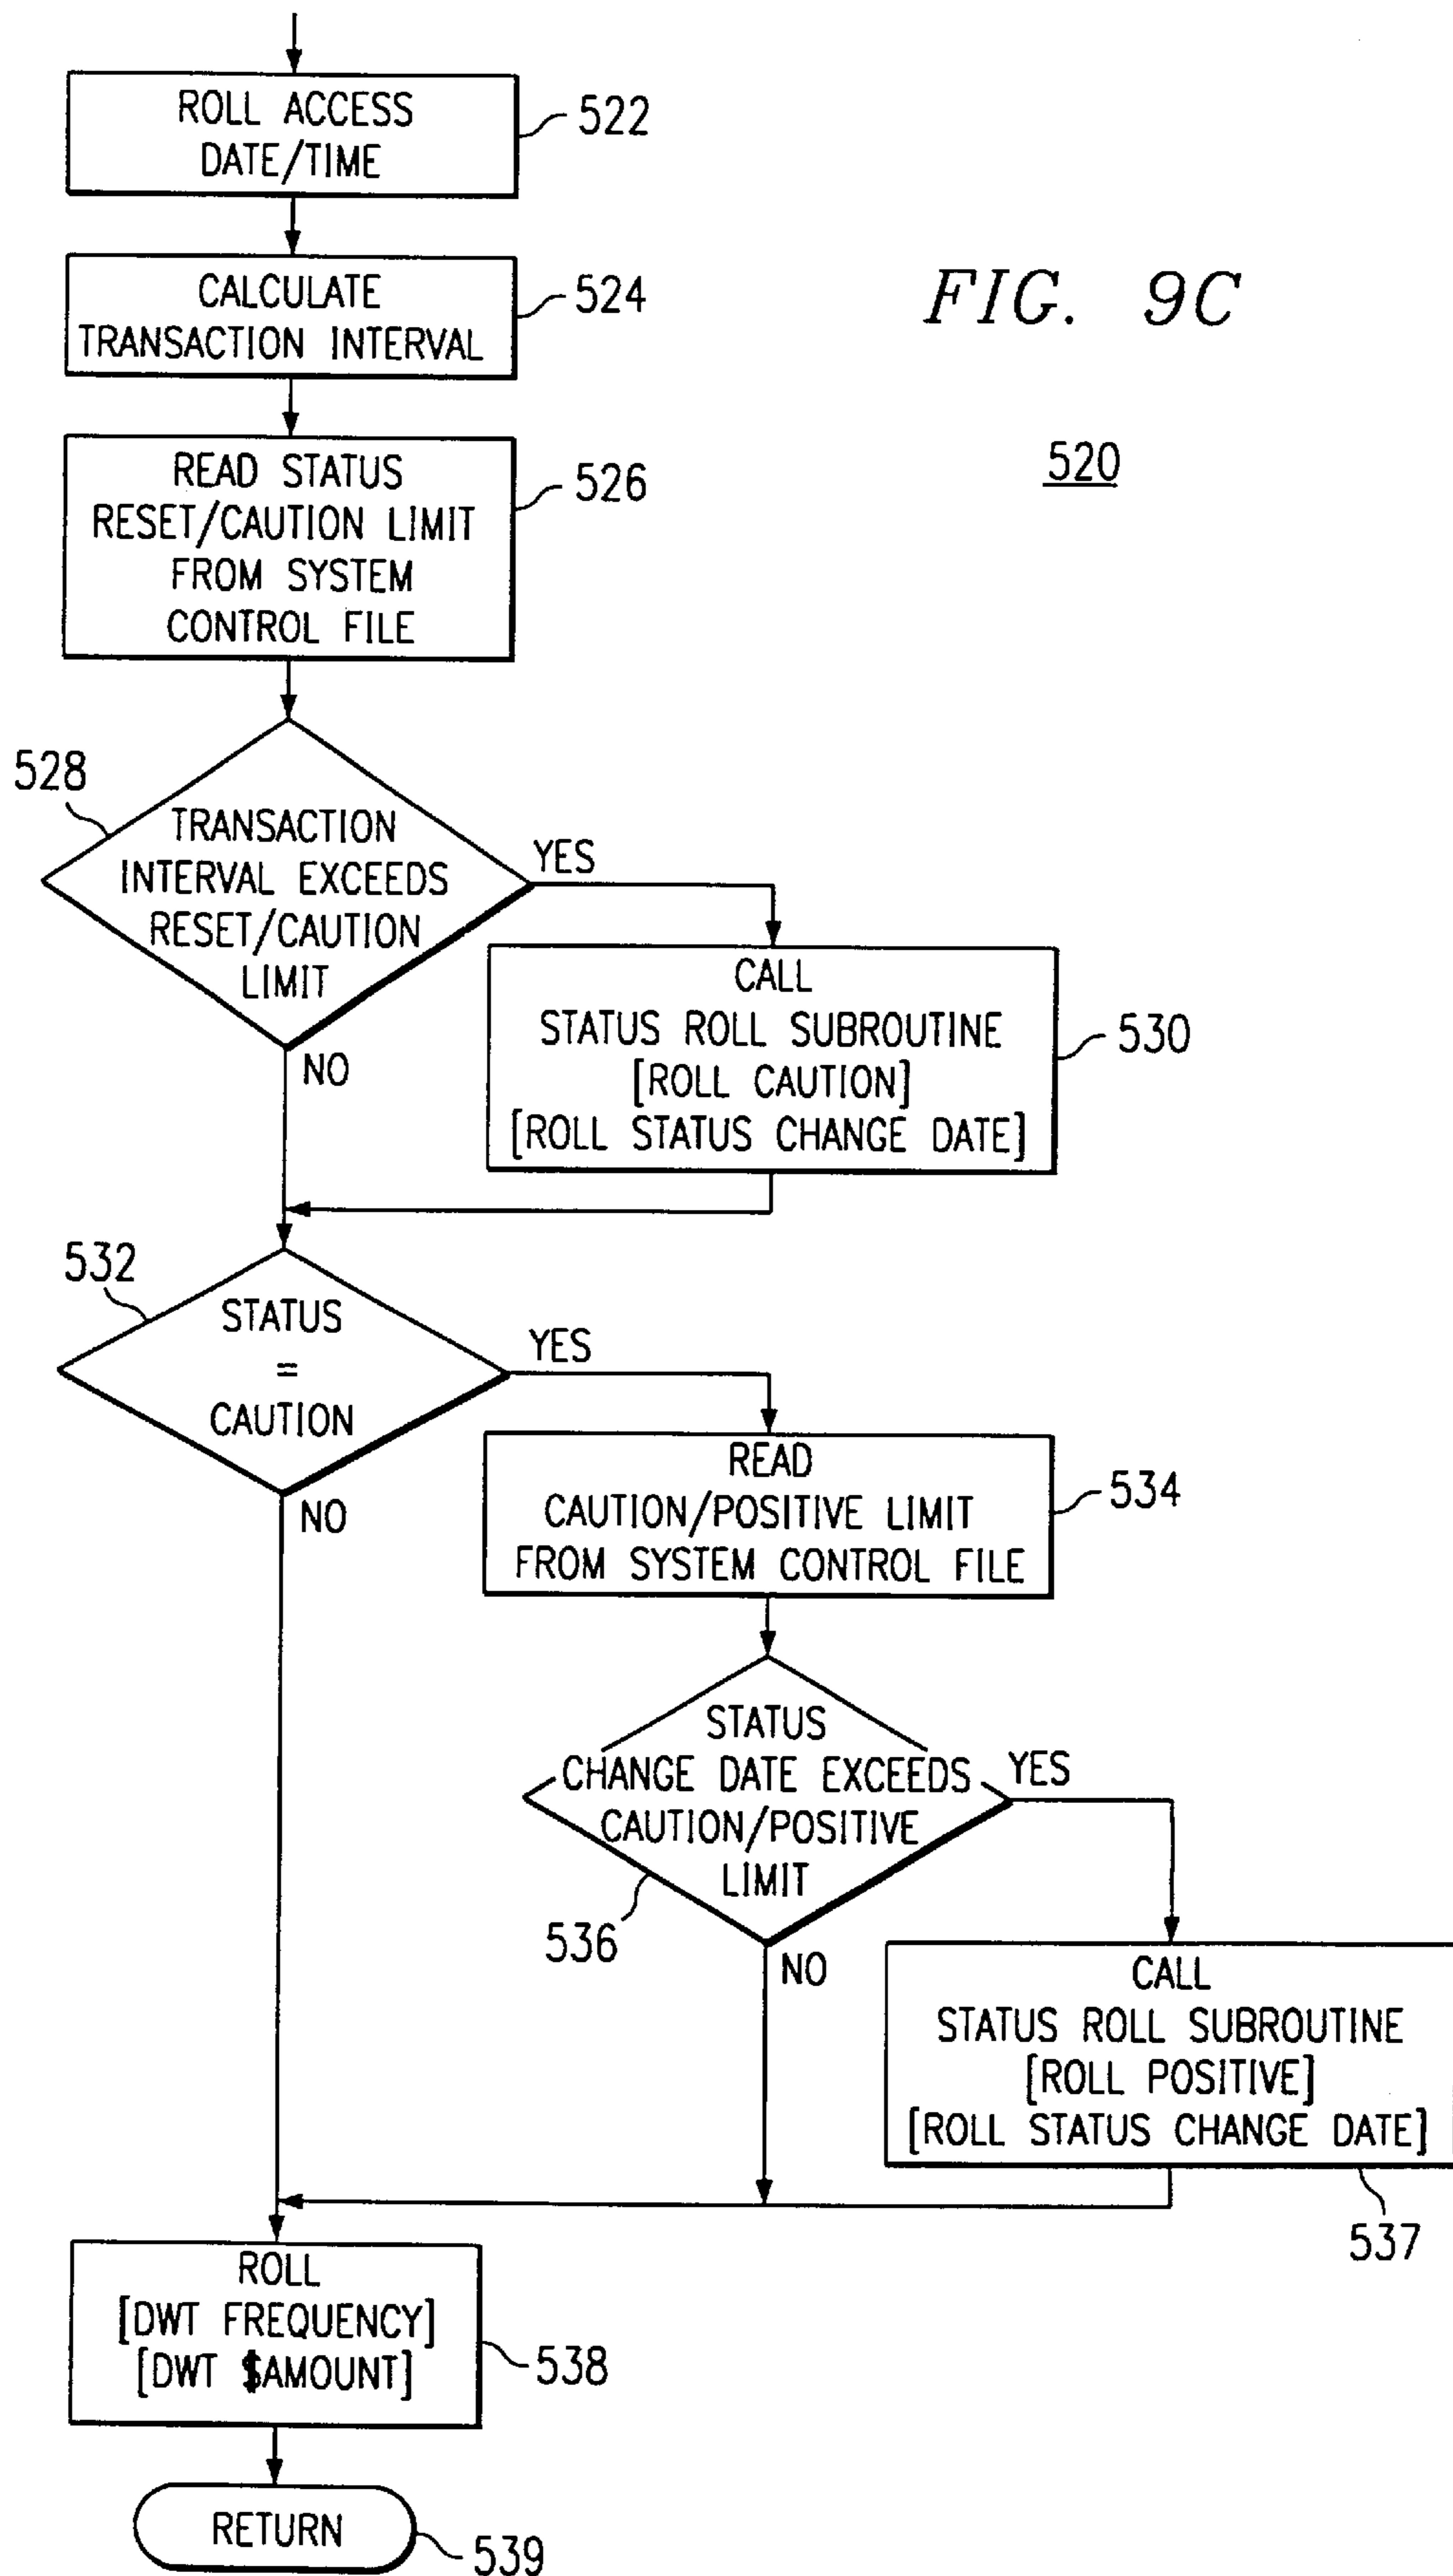 ROLL ACCESS
DATE/TIME
522
CALCULATE
TRANSACTION INTERVAL
524
FIG. 9C
520
READ STATUS
RESET/CAUTION LIMIT
FROM SYSTEM
CONTROL FILE
526
528
TRANSACTION
INTERVAL EXCEEDS
RESET/CAUTION
LIMIT
YES
NO
CALL
STATUS ROLL SUBROUTINE
[ROLL CAUTION]
[ROLL STATUS CHANGE DATE]
530
532
STATUS
=
CAUTION
YES
NO
READ
CAUTION/POSITIVE LIMIT
FROM SYSTEM CONTROL FILE
534
STATUS
CHANGE DATE EXCEEDS
CAUTION/POSITIVE
LIMIT
YES
536
NO
CALL
STATUS ROLL SUBROUTINE
[ROLL POSITIVE]
[ROLL STATUS CHANGE DATE]
537
ROLL
[DWT FREQUENCY]
[DWT $AMOUNT]
538
RETURN
539